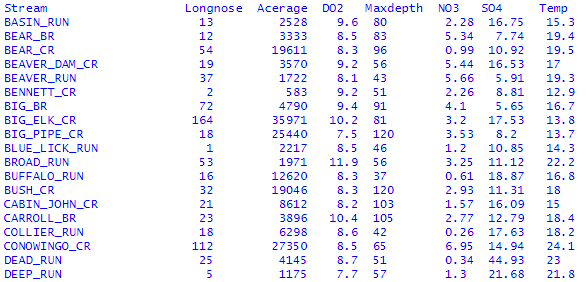 Stream Longnose Acerage DO2 Maxdepth NO3 SO4 Temp
BASIN_RUN 13 2528 9.6 80 2.28 16.75 15.3
BEAR_BR 12 3333 8.5 83 5.34 7.74 19.4
BEAR_CR 54 19611 8.3 96 0.99 10.92 19.5
BEAVER_DAM_CR 19 3570 9.2 56 5.44 16.53 17
BEAVER_RUN 37 1722 8.1 43 5.66 5.91 19.3
BENNETT_CR 2 583 9.2 51 2.26 8.81 12.9
BIG_BR 72 4790 9.4 91 4.1 5.65 16.7
BIG_ELK_CR 164 35971 10.2 81 3.2 17.53 13.8
BIG_PIPE_CR 18 25440 7.5 120 3.53 8.2 13.7
BLUE_LICK_RUN 1 2217 8.5 46 1.2 10.85 14.3
BROAD_RUN 53 1971 11.9 56 3.25 11.12 22.2
BUFFALO_RUN 16 12620 8.3 37 0.61 18.87 16.8
BUSH_CR 32 19046 8.3 120 2.93 11.31 18
CABIN_JOHN_CR 21 8612 8.2 103 1.57 16.09 15
CARROLL_BR 23 3896 10.4 105 2.77 12.79 18.4
COLLIER_RUN 18 6298 8.6 42 0.26 17.63 18.2
CONOWINGO_CR 112 27350 8.5 65 6.95 14.94 24.1
DEAD_RUN 25 4145 8.7 51 0.34 44.93 23
DEEP_RUN 5 1175 7.7 57 1.3 21.68 21.8